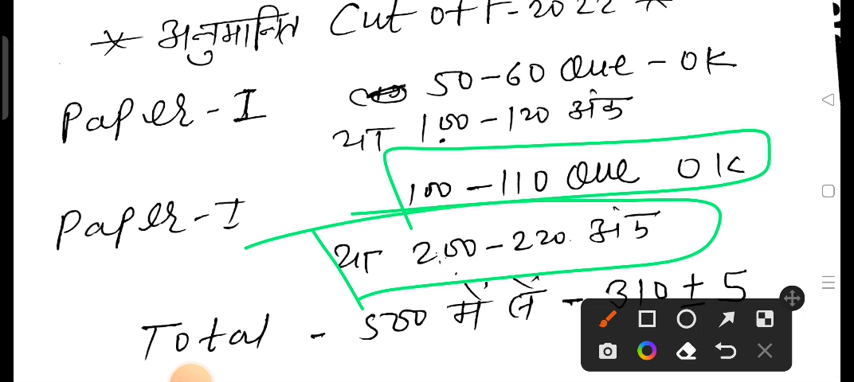 * अनुमानित Cut off-2022 *
Paper-I 50-60 Que - OK
या 100-120 अंक
100-110 Que OK
Paper-I
या 200-220 अंक
Total - 500 में से - 310 ± 5